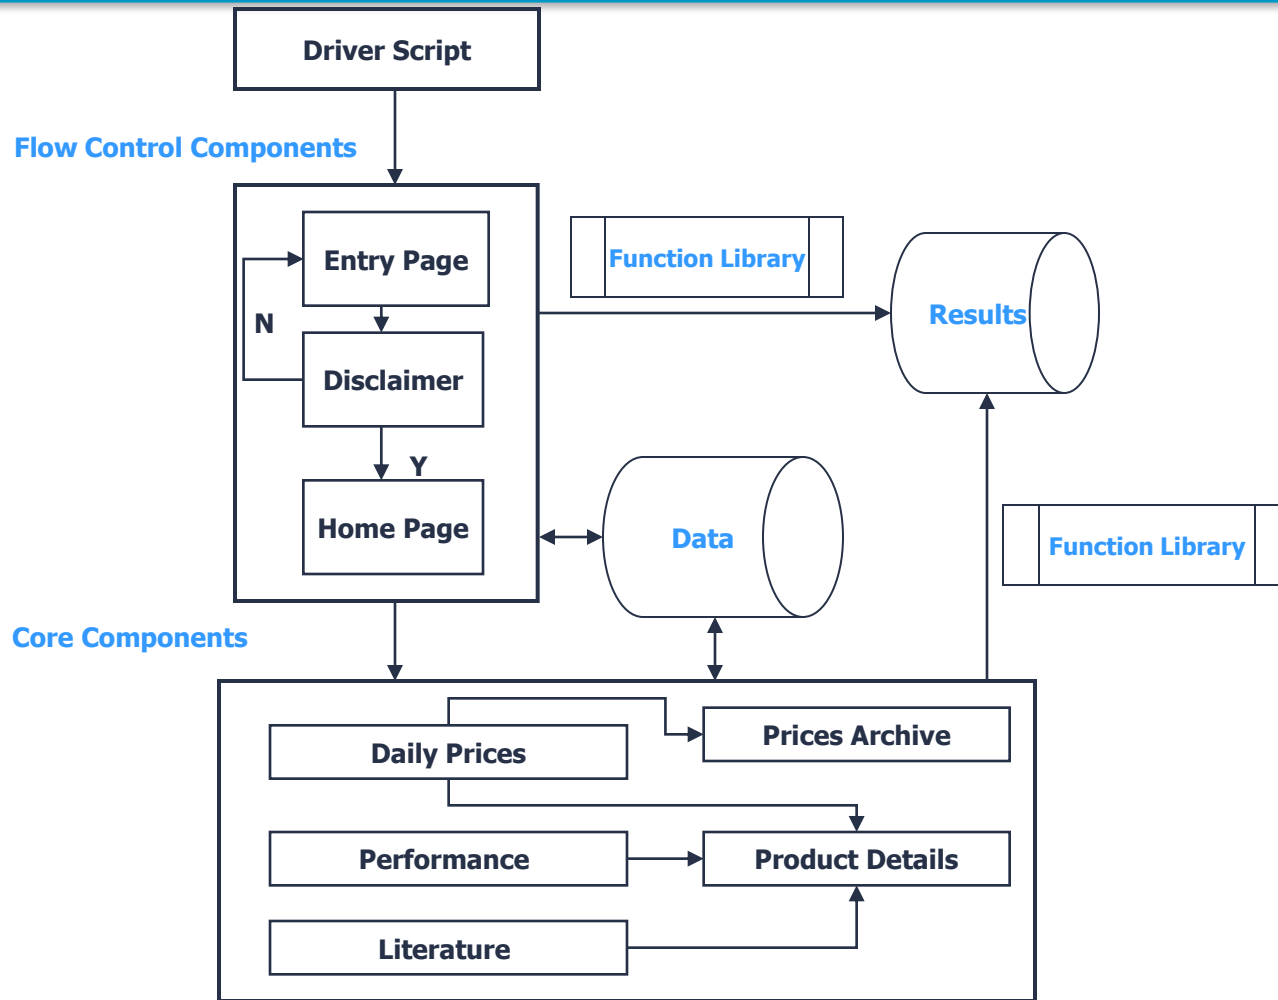 Driver Script
Flow Control Components
Entry Page
Function Library
Results
N
Disclaimer
Y
Home Page
Data
Function Library
Core Components
Daily Prices
Prices Archive
Performance
Product Details
Literature